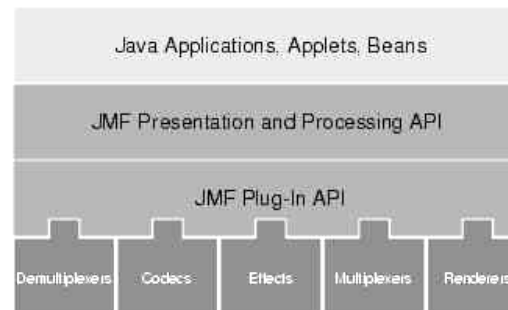 Java Applications, Applets, Beans
JMF Presentation and Processing API
JMF Plug-In API
Demultiplexers Codecs Effects Multiplexers Renderers